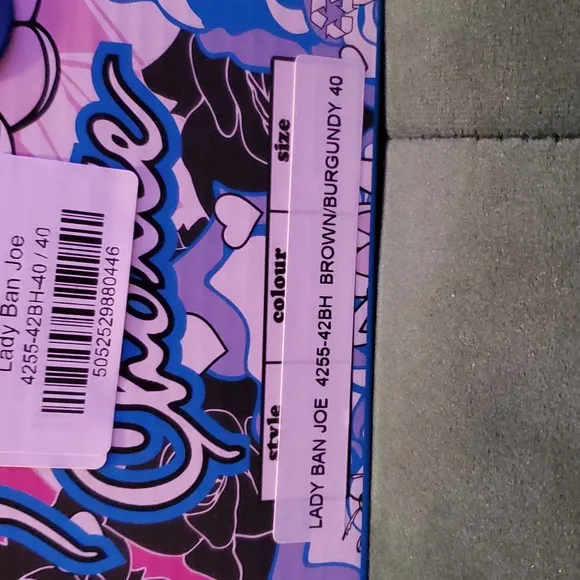 Lady Ban Joe
4255-42BH-40 / 40
5052529880446
style colour size
LADY BAN JOE 4255-42BH BROWN/BURGUNDY 40